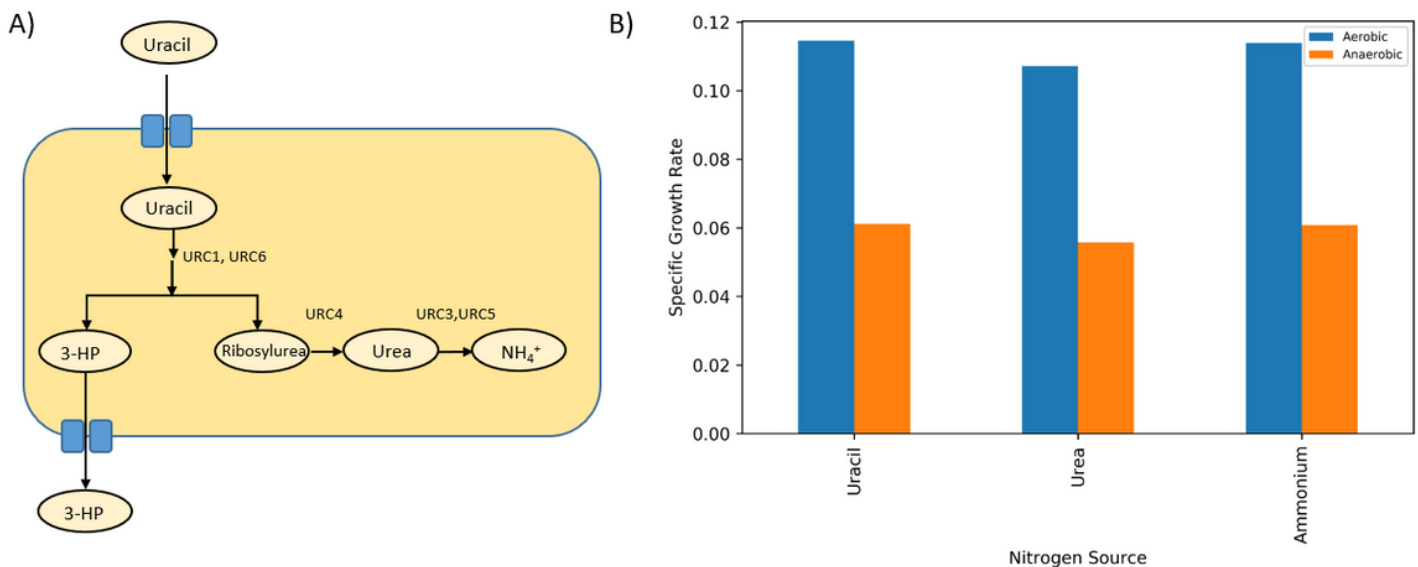 A)
Uracil
Uracil
URC1, URC6
URC4
URC3,URC5
3-HP
Ribosylurea
Urea
NH₄⁺
3-HP
B)
0.12
0.10
0.08
0.06
0.04
0.02
0.00
Specific Growth Rate
Aerobic
Anaerobic
Uracil
Urea
Ammonium
Nitrogen Source